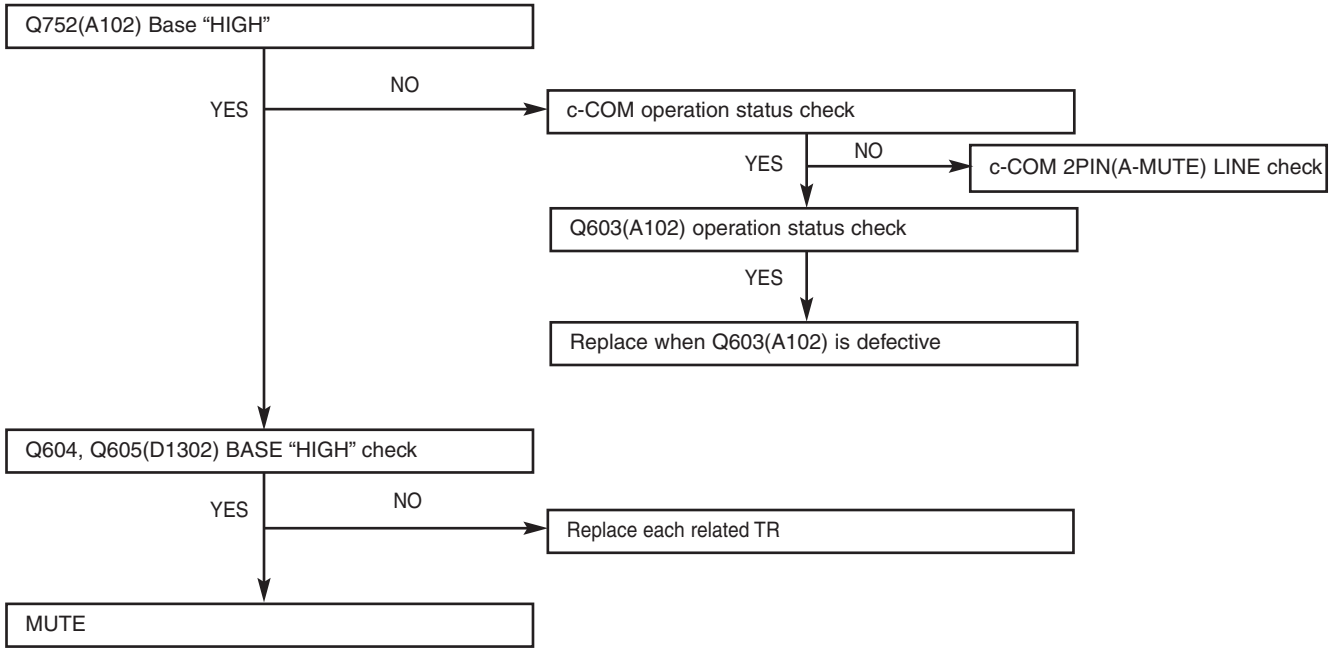 Q752(A102) Base “HIGH”
NO
YES
c-COM operation status check
YES
NO
c-COM 2PIN(A-MUTE) LINE check
Q603(A102) operation status check
YES
Replace when Q603(A102) is defective
Q604, Q605(D1302) BASE “HIGH” check
YES
NO
Replace each related TR
MUTE